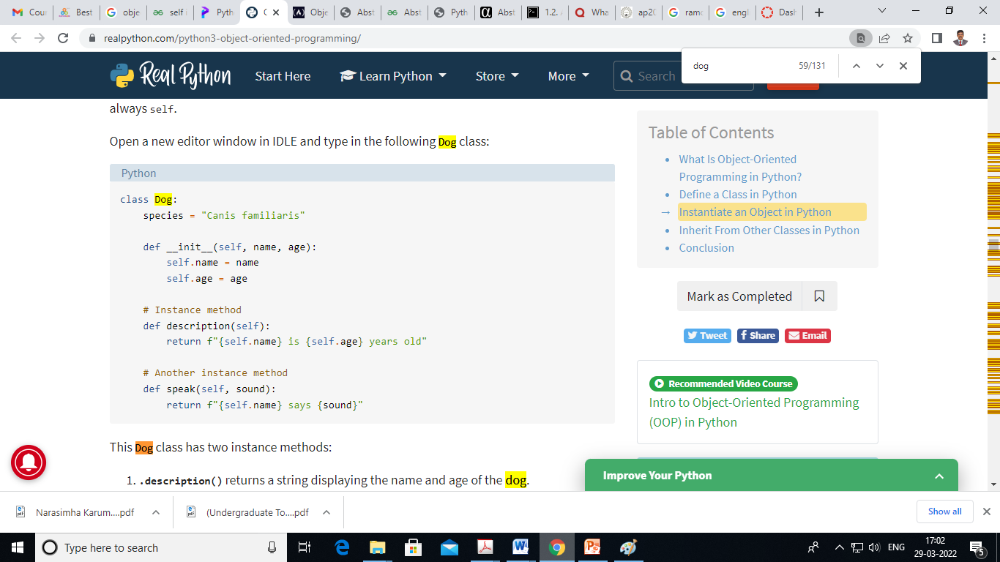 Cour
Best
obje
self i
Pyth
Obje
Abst
Abst
Pyth
Abst
1.2. A
Wha
ap20
ramo
engl
Dash
realpython.com/python3-object-oriented-programming/
dog 59/131
Real Python Start Here Learn Python Store More Search
always self.
Open a new editor window in IDLE and type in the following Dog class:
Python
class Dog:
    species = "Canis familiaris"
    def __init__(self, name, age):
        self.name = name
        self.age = age
    # Instance method
    def description(self):
        return f"{self.name} is {self.age} years old"
    # Another instance method
    def speak(self, sound):
        return f"{self.name} says {sound}"
This Dog class has two instance methods:
1. .description() returns a string displaying the name and age of the dog.
Table of Contents
What Is Object-Oriented
Programming in Python?
Define a Class in Python
→ Instantiate an Object in Python
Inherit From Other Classes in Python
Conclusion
Mark as Completed
Tweet f Share Email
Recommended Video Course
Intro to Object-Oriented Programming
(OOP) in Python
Improve Your Python
Narasimha Karum....pdf
(Undergraduate To....pdf
Show all
Type here to search
ENG
17:02
29-03-2022
5